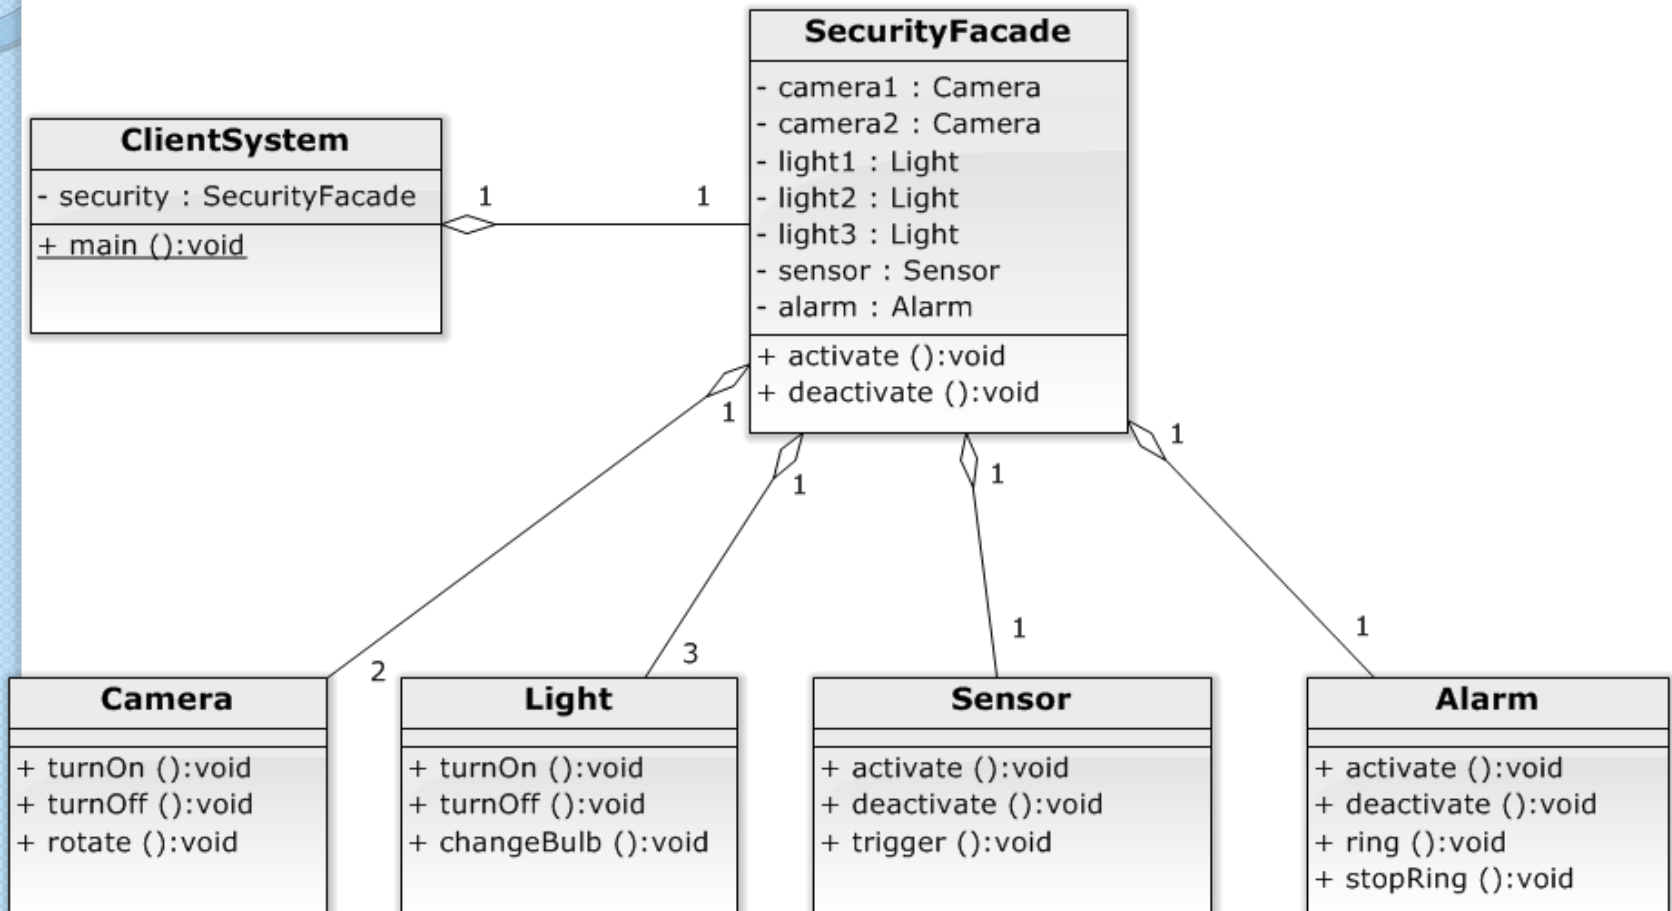 SecurityFacade
- camera1 : Camera
- camera2 : Camera
- light1 : Light
- light2 : Light
- light3 : Light
- sensor : Sensor
- alarm : Alarm
+ activate ():void
+ deactivate ():void
ClientSystem
- security : SecurityFacade
+ main ():void
1
1
1
1
1
1
2
3
1
1
Camera
+ turnOn ():void
+ turnOff ():void
+ rotate ():void
Light
+ turnOn ():void
+ turnOff ():void
+ changeBulb ():void
Sensor
+ activate ():void
+ deactivate ():void
+ trigger ():void
Alarm
+ activate ():void
+ deactivate ():void
+ ring ():void
+ stopRing ():void